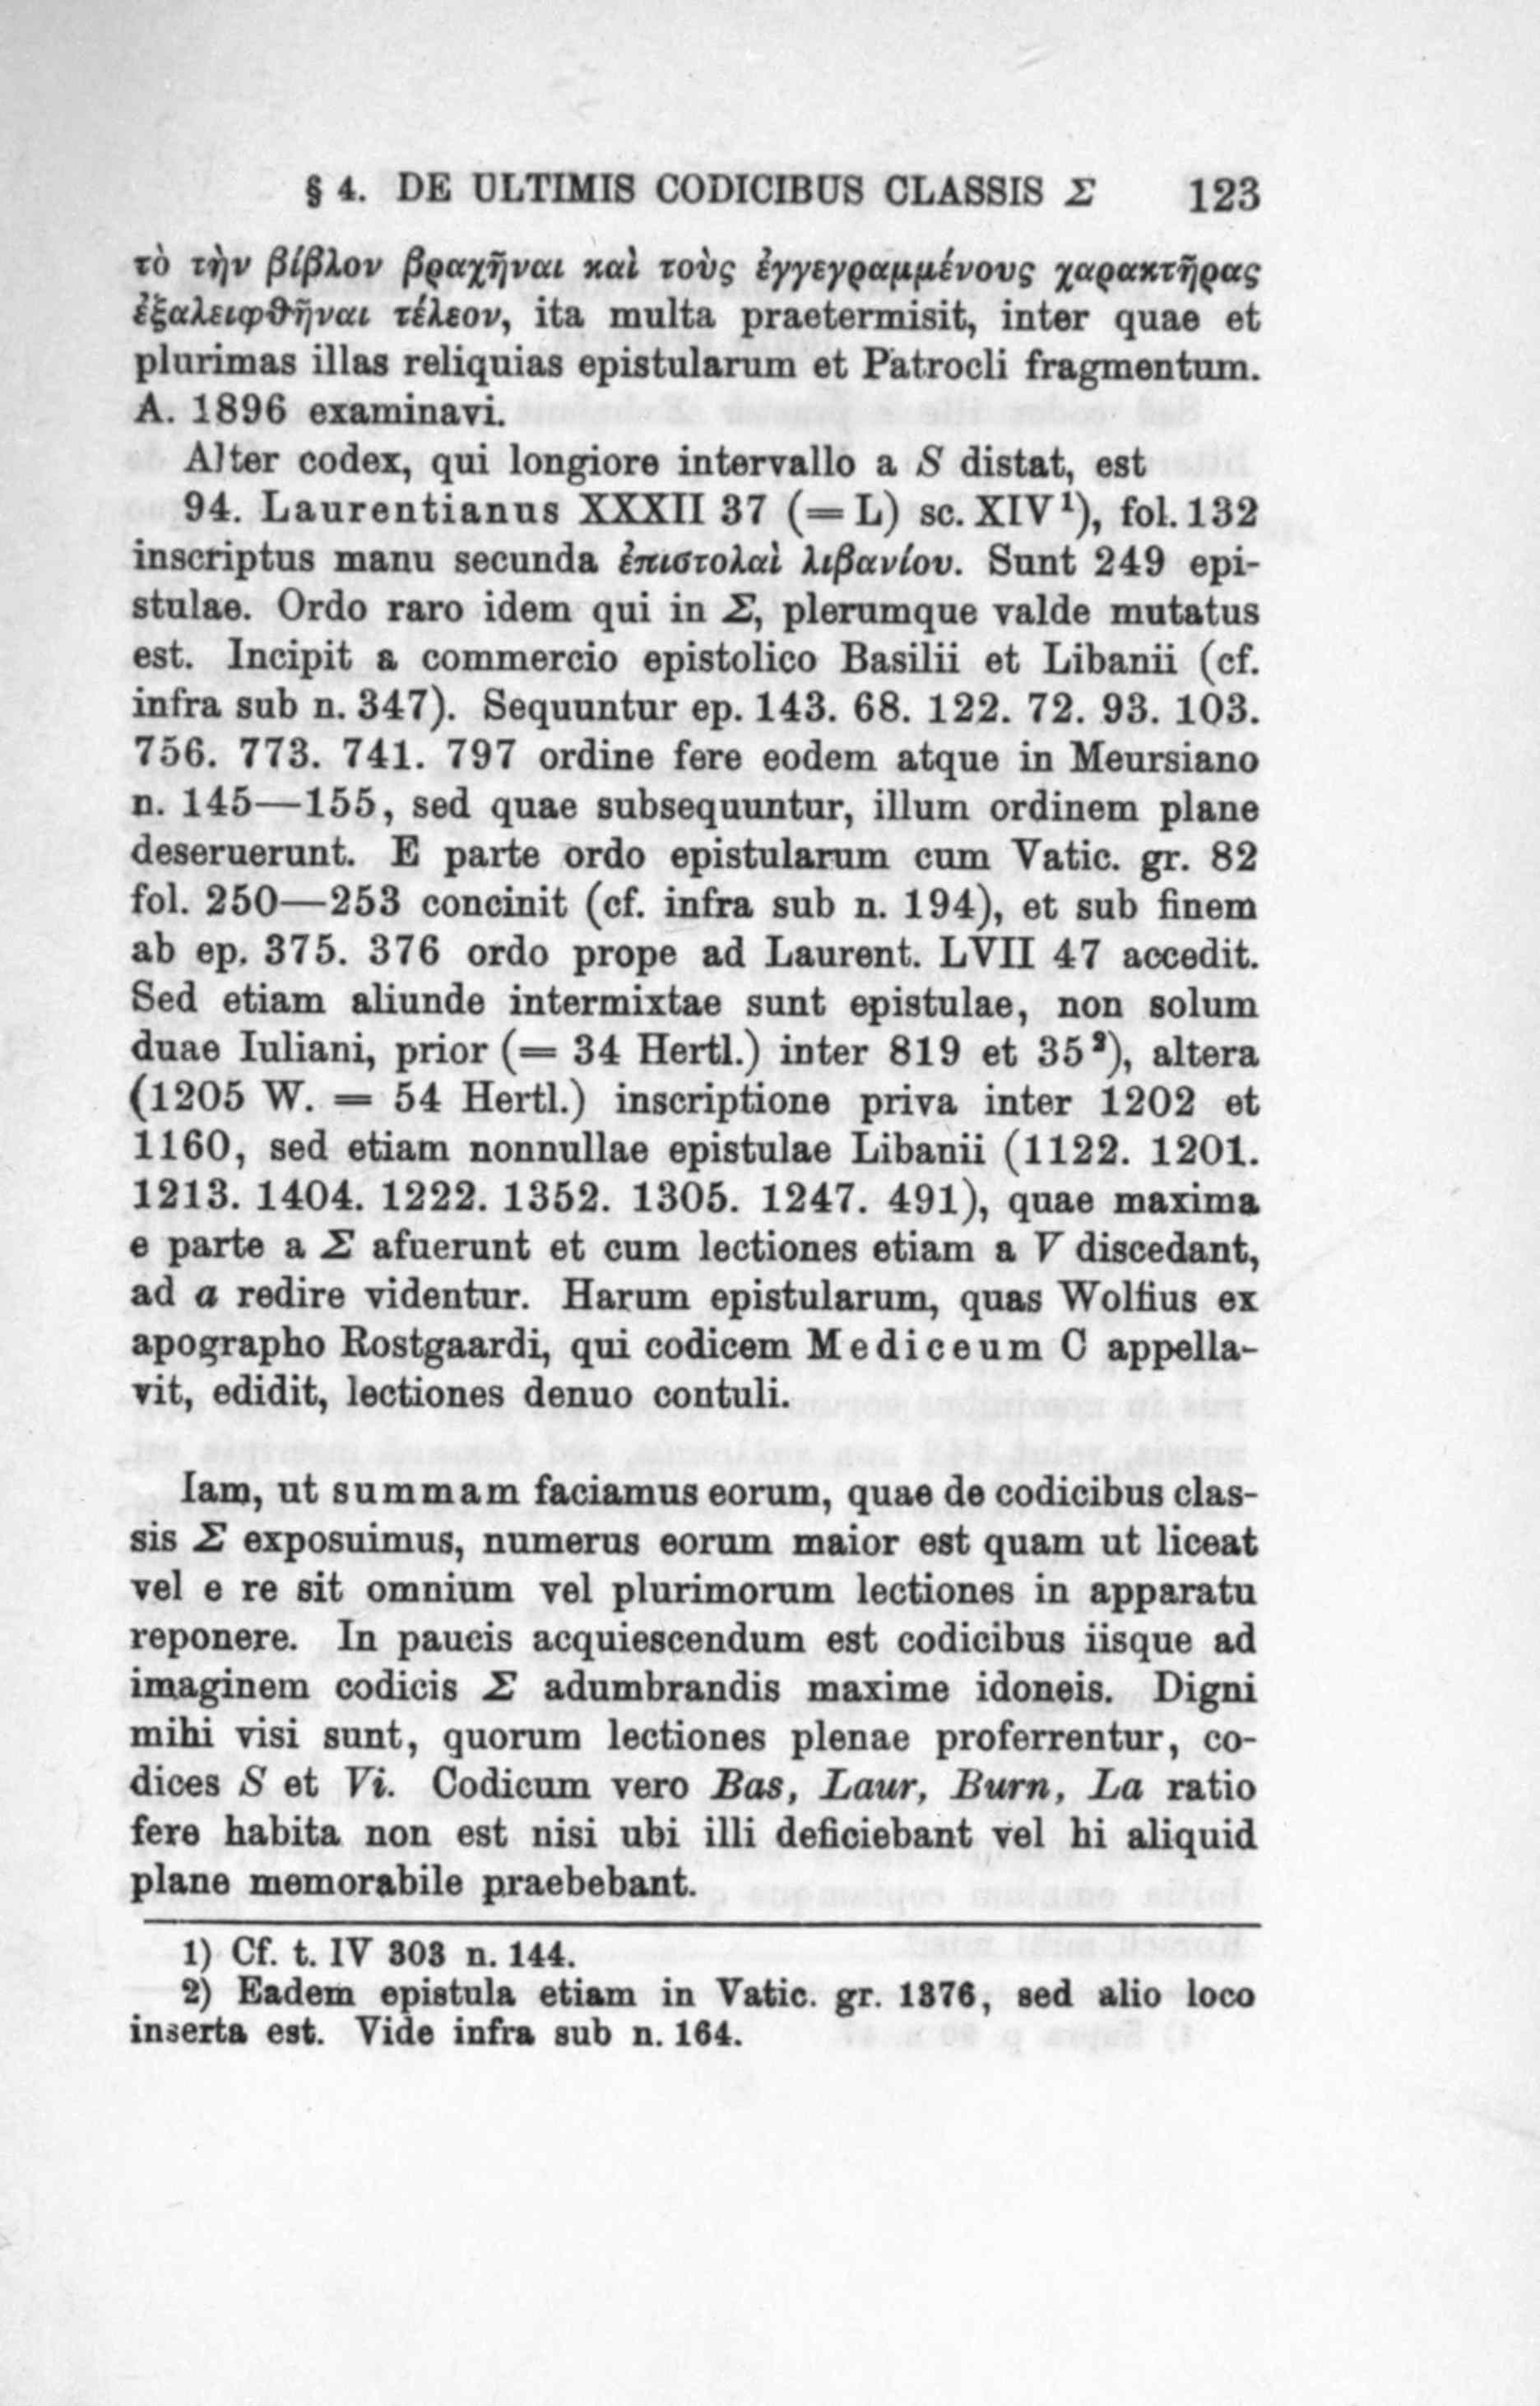 § 4. DE ULTIMIS CODICIBUS CLASSIS Σ 123
τὸ τὴν βίβλον βραχῆναι καὶ τοὺς ἐγγεγραμμένους χαρακτῆρας
ἐξαλειφθῆναι τέλεον, ita multa praetermisit, inter quae et
plurimas illas reliquias epistularum et Patrocli fragmentum.
A. 1896 examinavi.
Alter codex, qui longiore intervallo a S distat, est
94. Laurentianus XXXII 37 (= L) sc. XIV¹), fol. 132
inscriptus manu secunda ἐπιστολαὶ λιβανίου. Sunt 249 epi-
stulae. Ordo raro idem qui in Σ, plerumque valde mutatus
est. Incipit a commercio epistolico Basilii et Libanii (cf.
infra sub n. 347). Sequuntur ep. 143. 68. 122. 72. 93. 103.
756. 773. 741. 797 ordine fere eodem atque in Meursiano
n. 145—155, sed quae subsequuntur, illum ordinem plane
deseruerunt. E parte ordo epistularum cum Vatic. gr. 82
fol. 250—253 concinit (cf. infra sub n. 194), et sub finem
ab ep. 375. 376 ordo prope ad Laurent. LVII 47 accedit.
Sed etiam aliunde intermixtae sunt epistulae, non solum
duae Iuliani, prior (= 34 Hertl.) inter 819 et 35²), altera
(1205 W. = 54 Hertl.) inscriptione priva inter 1202 et
1160, sed etiam nonnullae epistulae Libanii (1122. 1201.
1213. 1404. 1222. 1352. 1305. 1247. 491), quae maxima
e parte a Σ afuerunt et cum lectiones etiam a V discedant,
ad a redire videntur. Harum epistularum, quas Wolfius ex
apographo Rostgaardi, qui codicem Mediceum C appella-
vit, edidit, lectiones denuo contuli.
Iam, ut summam faciamus eorum, quae de codicibus clas-
sis Σ exposuimus, numerus eorum maior est quam ut liceat
vel e re sit omnium vel plurimorum lectiones in apparatu
reponere. In paucis acquiescendum est codicibus iisque ad
imaginem codicis Σ adumbrandis maxime idoneis. Digni
mihi visi sunt, quorum lectiones plenae proferrentur, co-
dices S et Vi. Codicum vero Bas, Laur, Burn, La ratio
fere habita non est nisi ubi illi deficiebant vel hi aliquid
plane memorabile praebebant.
1) Cf. t. IV 303 n. 144.
2) Eadem epistula etiam in Vatic. gr. 1376, sed alio loco
inserta est. Vide infra sub n. 164.